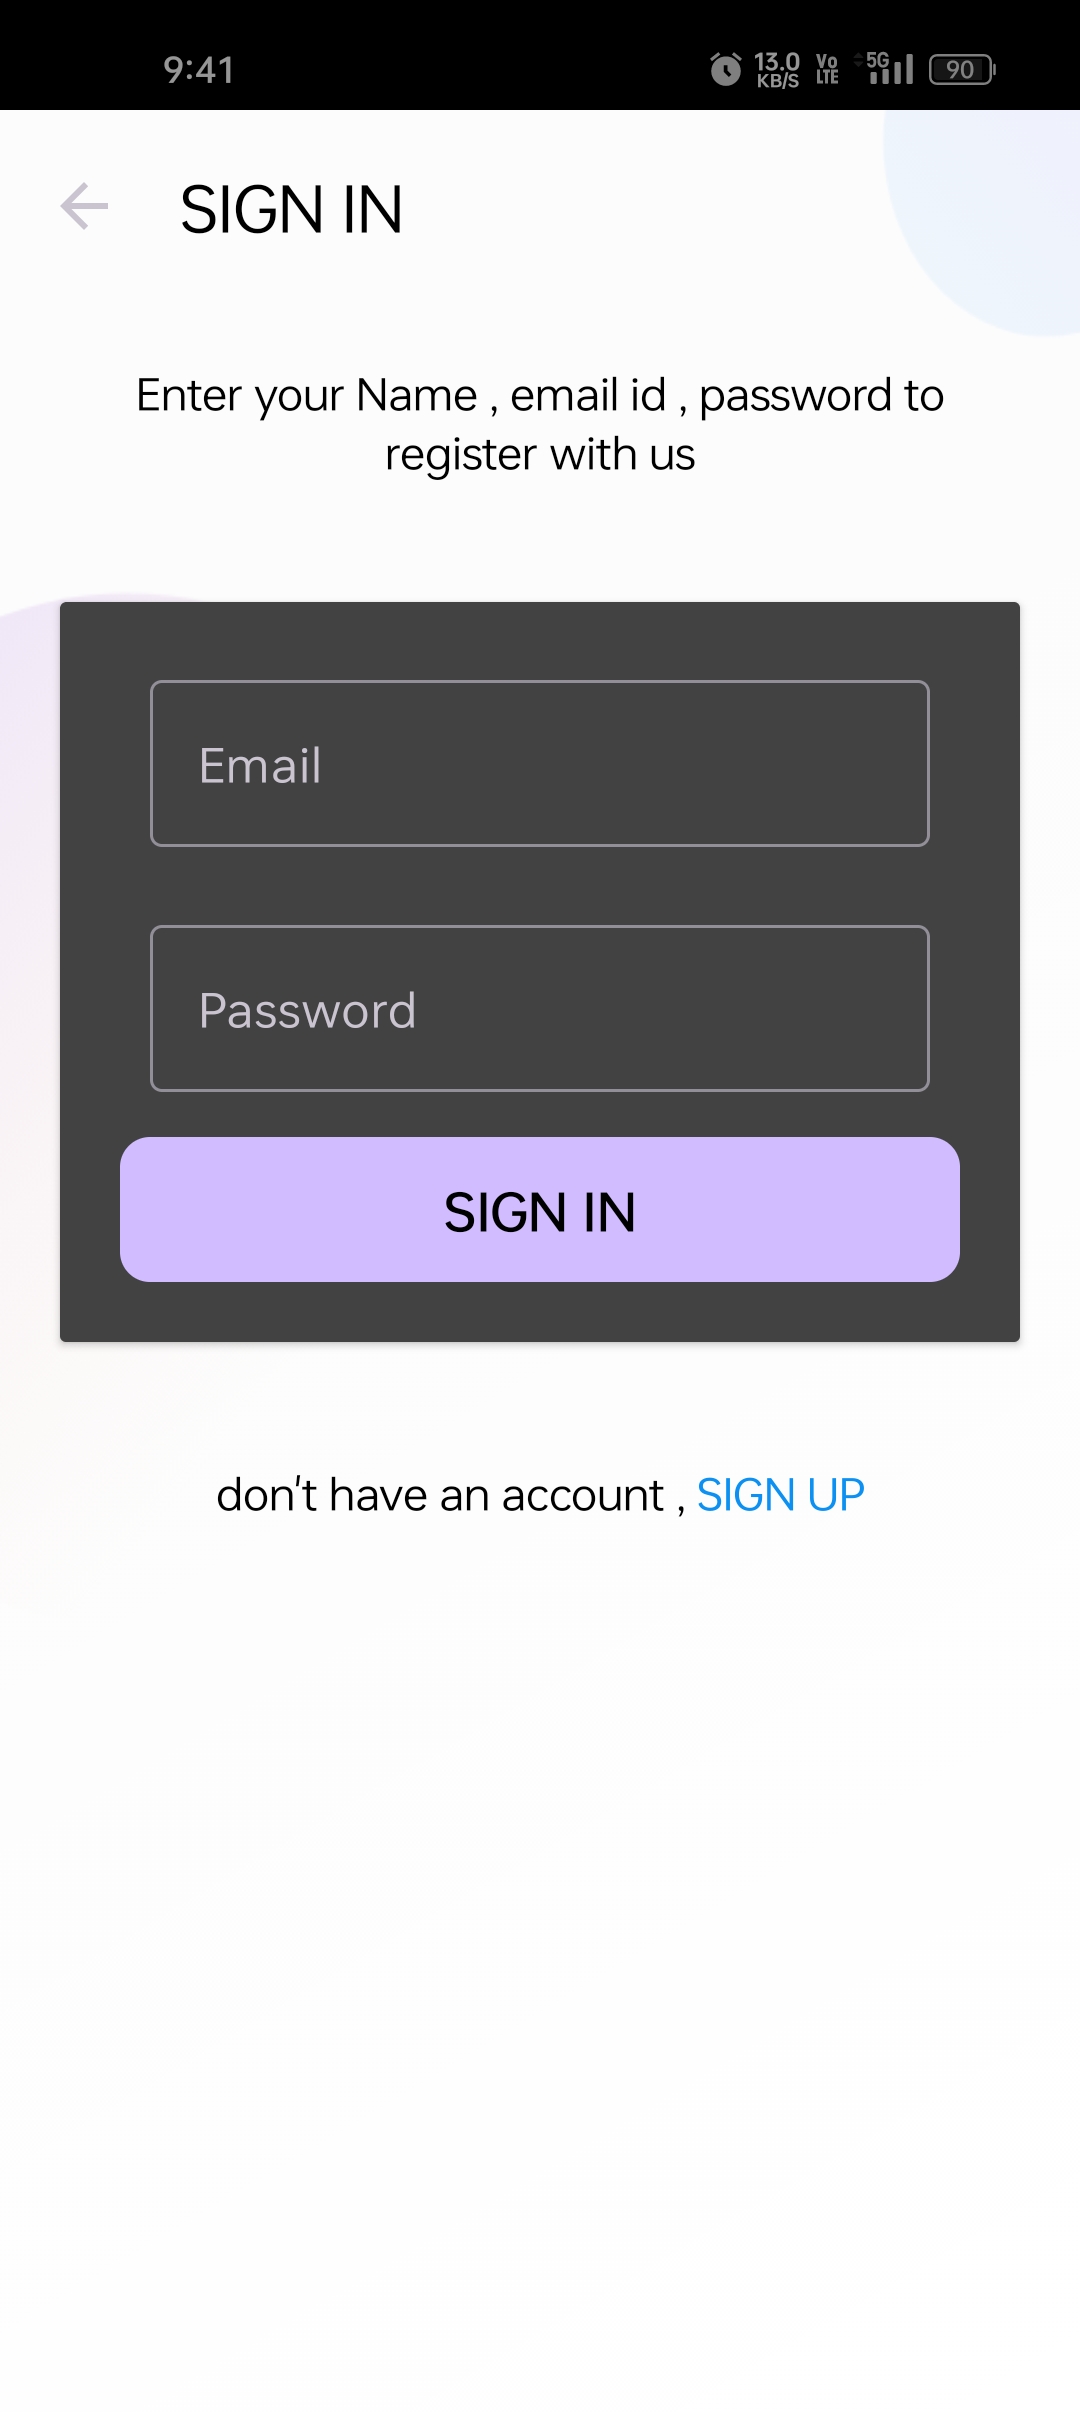 9:41
13.0
KB/S
Vo
LTE
5G
90
SIGN IN
Enter your Name , email id , password to
register with us
Email
Password
SIGN IN
don't have an account , SIGN UP